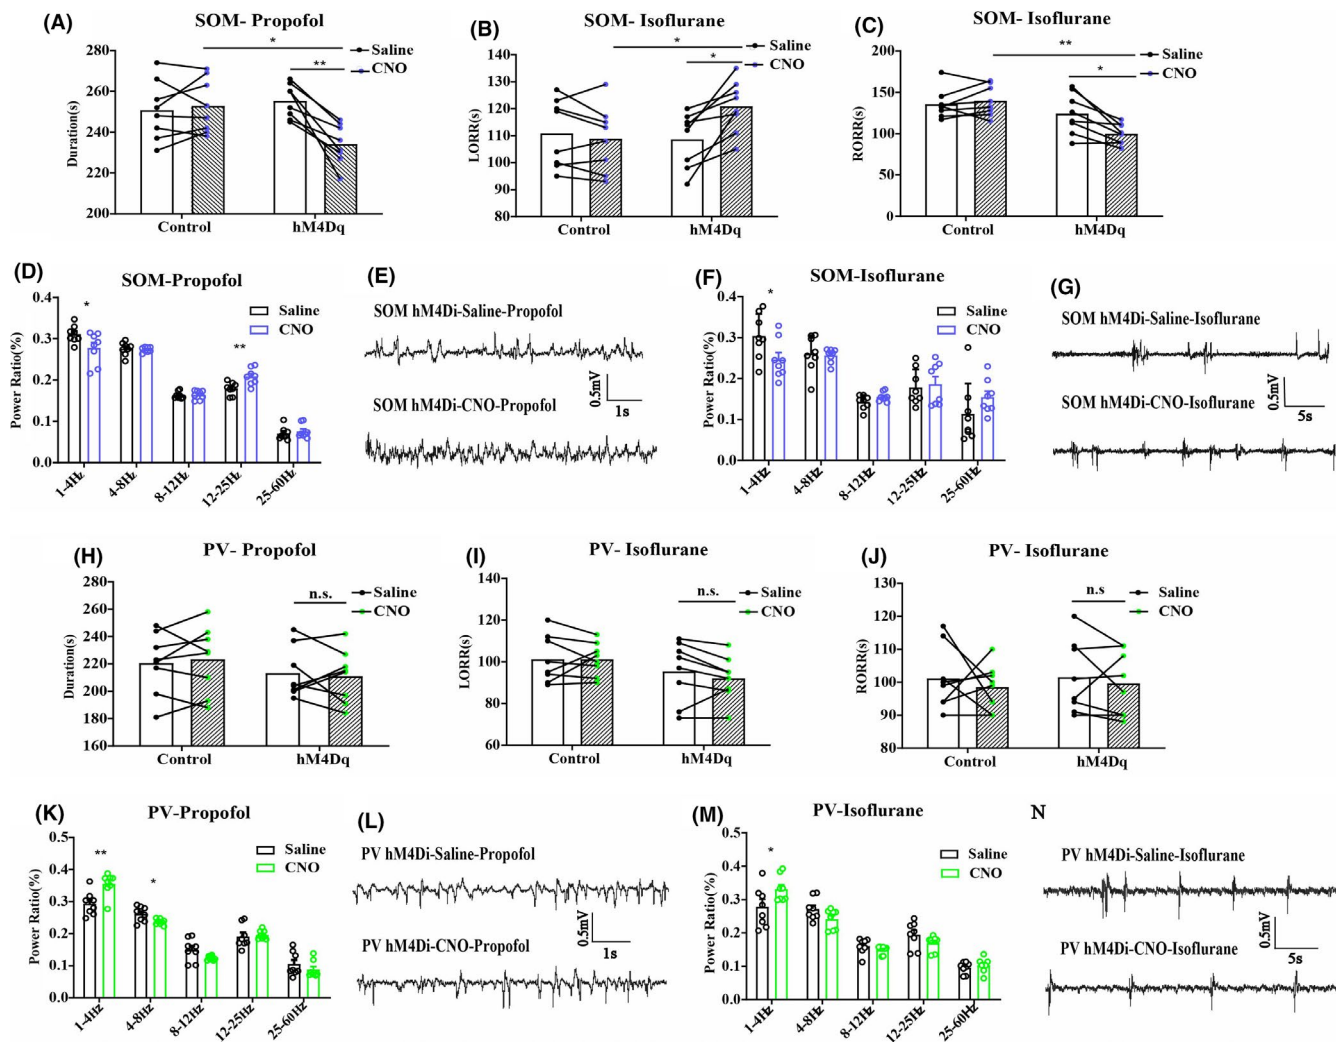 (A)
SOM- Propofol
280
260
240
220
200
Duration(s)
*
**
Saline
CNO
Control
hM4Dq
(B)
SOM- Isoflurane
140
130
120
110
100
90
80
LORR(s)
*
*
Saline
CNO
Control
hM4Dq
(C)
SOM- Isoflurane
200
150
100
50
0
RORR(s)
**
*
Saline
CNO
Control
hM4Dq
(D)
SOM-Propofol
0.4
0.3
0.2
0.1
0.0
Power Ratio(%)
*
**
Saline
CNO
1-4Hz
4-8Hz
8-12Hz
12-25Hz
25-60Hz
(E)
SOM hM4Di-Saline-Propofol
0.5mV
1s
SOM hM4Di-CNO-Propofol
(F)
SOM-Isoflurane
0.4
0.3
0.2
0.1
0.0
Power Ratio(%)
*
Saline
CNO
1-4Hz
4-8Hz
8-12Hz
12-25Hz
25-60Hz
(G)
SOM hM4Di-Saline-Isoflurane
0.5mV
5s
SOM hM4Di-CNO-Isoflurane
(H)
PV- Propofol
280
260
240
220
200
180
160
Duration(s)
n.s.
Saline
CNO
Control
hM4Dq
(I)
PV- Isoflurane
140
120
100
80
60
LORR(s)
n.s.
Saline
CNO
Control
hM4Dq
(J)
PV- Isoflurane
130
120
110
100
90
80
RORR(s)
n.s
Saline
CNO
Control
hM4Dq
(K)
PV-Propofol
0.5
0.4
0.3
0.2
0.1
0.0
Power Ratio(%)
**
*
Saline
CNO
1-4Hz
4-8Hz
8-12Hz
12-25Hz
25-60Hz
(L)
PV hM4Di-Saline-Propofol
0.5mV
1s
PV hM4Di-CNO-Propofol
(M)
PV-Isoflurane
0.5
0.4
0.3
0.2
0.1
0.0
Power Ratio(%)
*
Saline
CNO
1-4Hz
4-8Hz
8-12Hz
12-25Hz
25-60Hz
N
PV hM4Di-Saline-Isoflurane
0.5mV
5s
PV hM4Di-CNO-Isoflurane